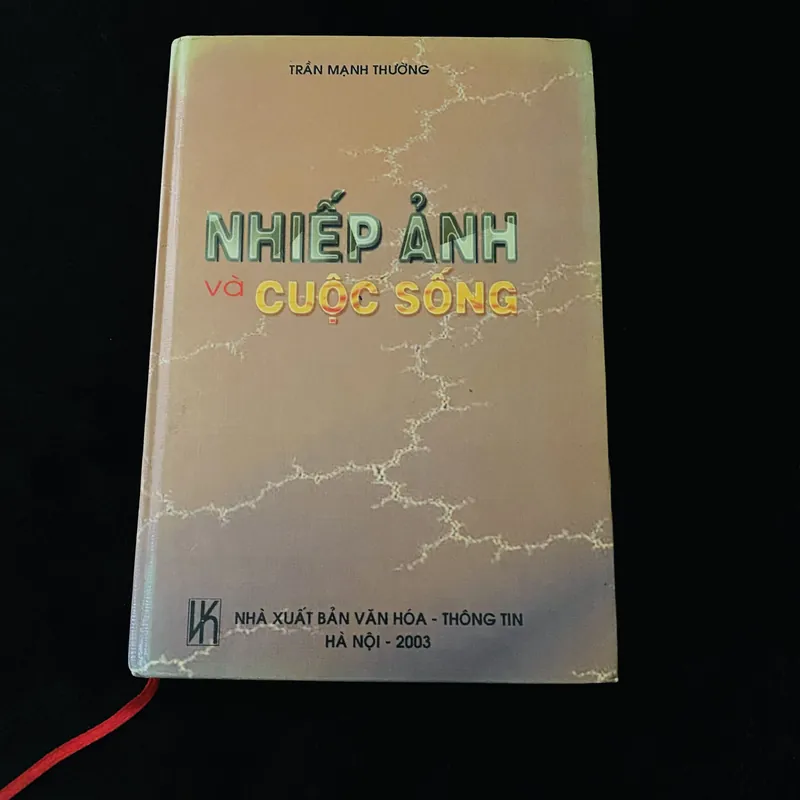 TRẦN MẠNH THƯỜNG
NHIẾP ẢNH
và CUỘC SỐNG
NHÀ XUẤT BẢN VĂN HÓA - THÔNG TIN
HÀ NỘI - 2003